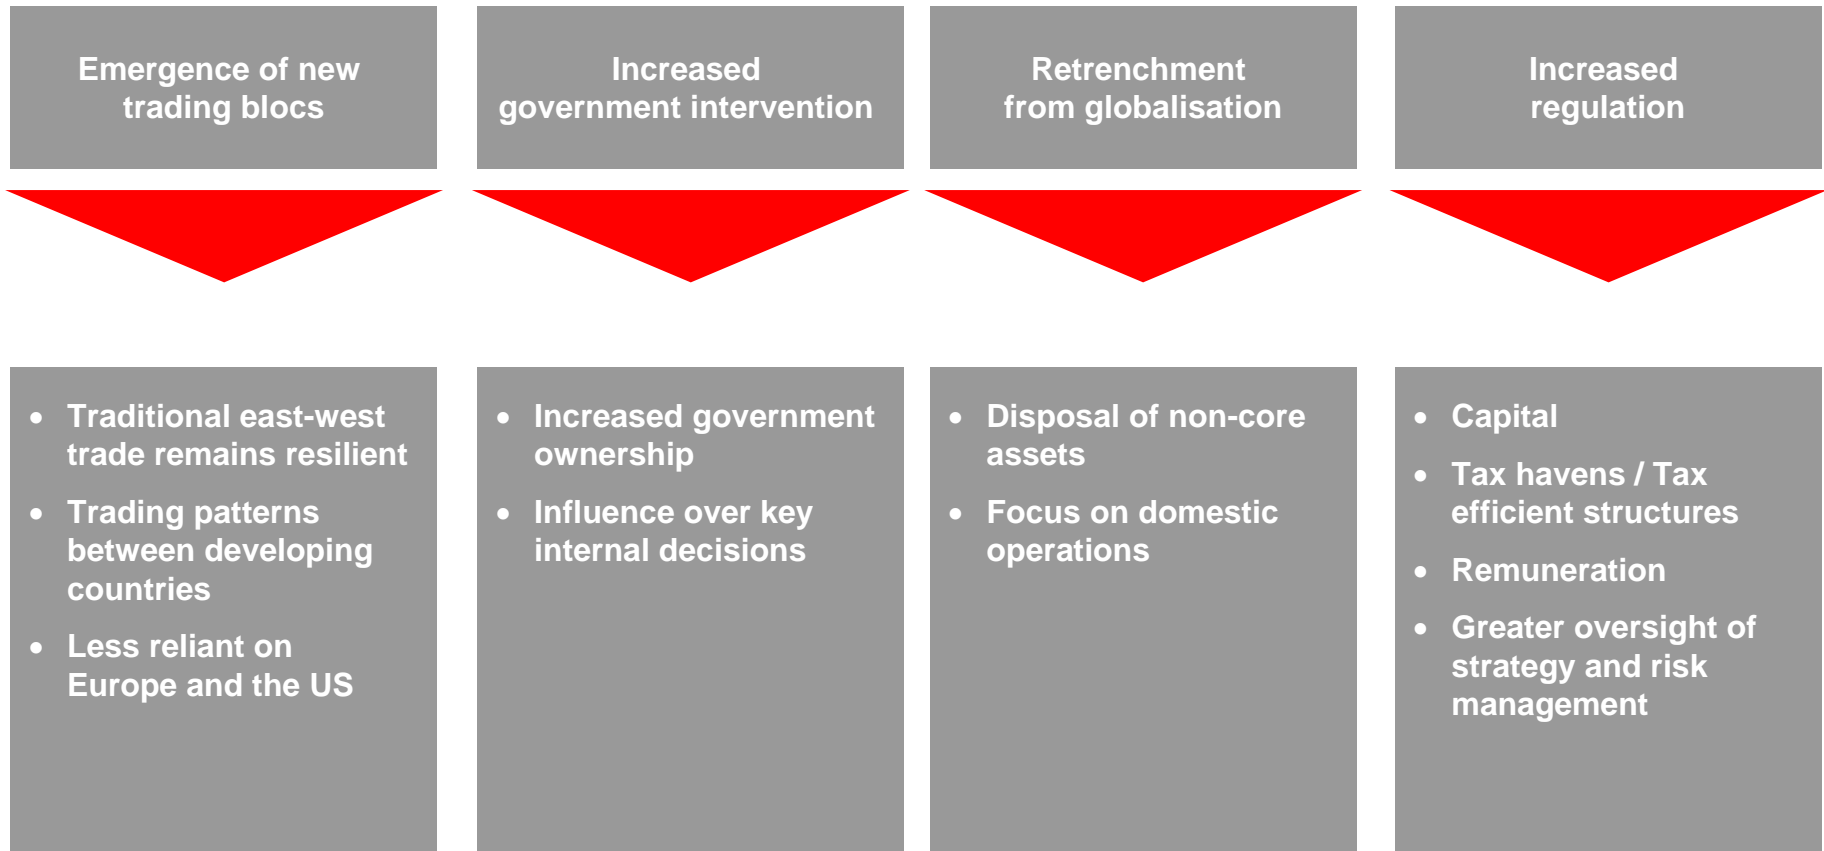 Emergence of new
trading blocs
Increased
government intervention
Retrenchment
from globalisation
Increased
regulation
• Traditional east-west
trade remains resilient
• Trading patterns
between developing
countries
• Less reliant on
Europe and the US
• Increased government
ownership
• Influence over key
internal decisions
• Disposal of non-core
assets
• Focus on domestic
operations
• Capital
• Tax havens / Tax
efficient structures
• Remuneration
• Greater oversight of
strategy and risk
management